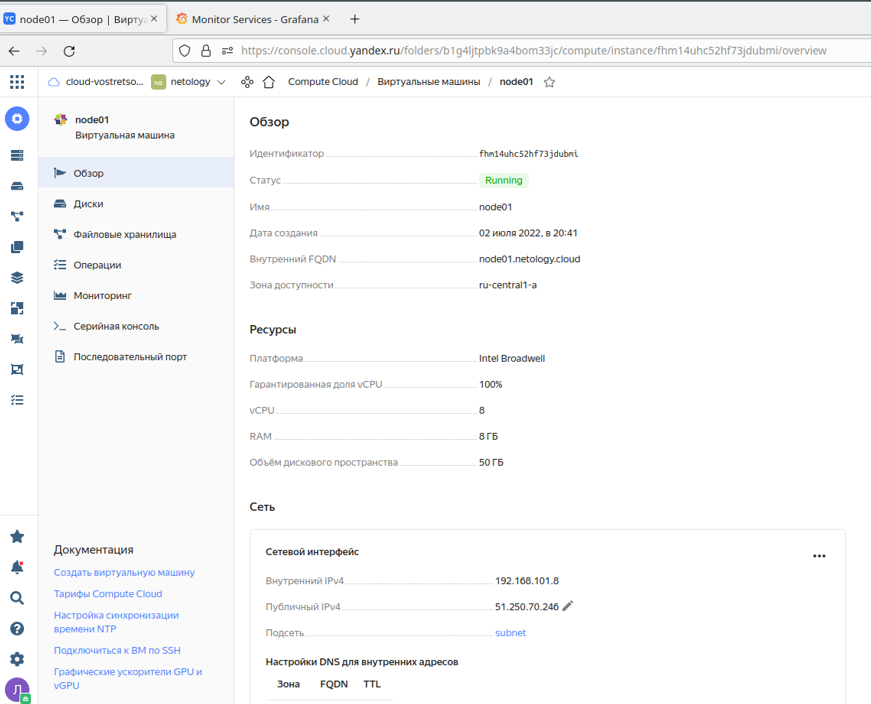 node01 — Обзор | Вирту
Monitor Services - Grafana
https://console.cloud.yandex.ru/folders/b1g4ljtpbk9a4bom33jc/compute/instance/fhm14uhc52hf73jdubmi/overview
cloud-vostretso... NE netology Compute Cloud / Виртуальные машины / node01
node01
Виртуальная машина
Обзор
Диски
Файловые хранилища
Операции
Мониторинг
Серийная консоль
Последовательный порт
Документация
Создать виртуальную машину
Тарифы Compute Cloud
Настройка синхронизации
времени NTP
Подключиться к ВМ по SSH
Графические ускорители GPU и
vGPU
Л
Обзор
Идентификатор fhm14uhc52hf73jdubmi
Статус Running
Имя node01
Дата создания 02 июля 2022, в 20:41
Внутренний FQDN node01.netology.cloud
Зона доступности ru-central1-a
Ресурсы
Платформа Intel Broadwell
Гарантированная доля vCPU 100%
vCPU 8
RAM 8 ГБ
Объём дискового пространства 50 ГБ
Сеть
Сетевой интерфейс
Внутренний IPv4 192.168.101.8
Публичный IPv4 51.250.70.246
Подсеть subnet
Настройки DNS для внутренних адресов
Зона FQDN TTL